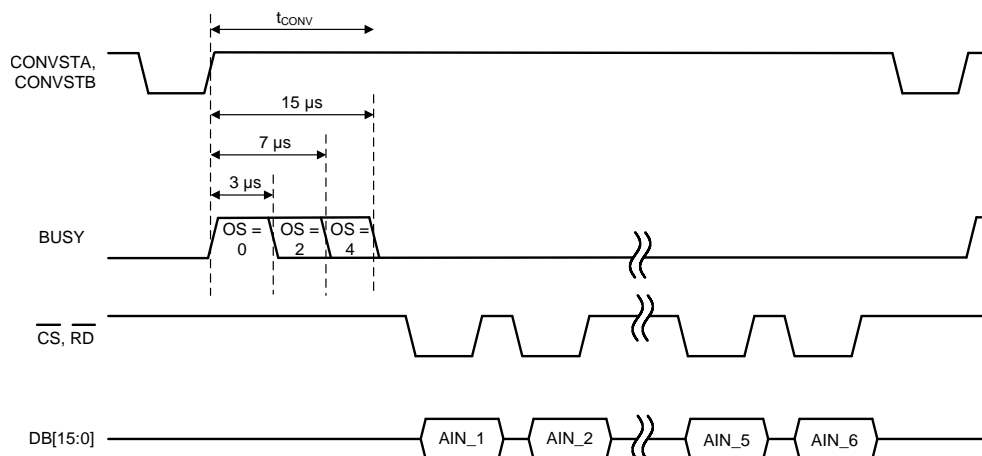 tCONV
CONVSTA,
CONVSTB
15 µs
7 µs
3 µs
BUSY
OS =
0
OS =
2
OS =
4
CS, RD
DB[15:0]
AIN_1
AIN_2
AIN_5
AIN_6